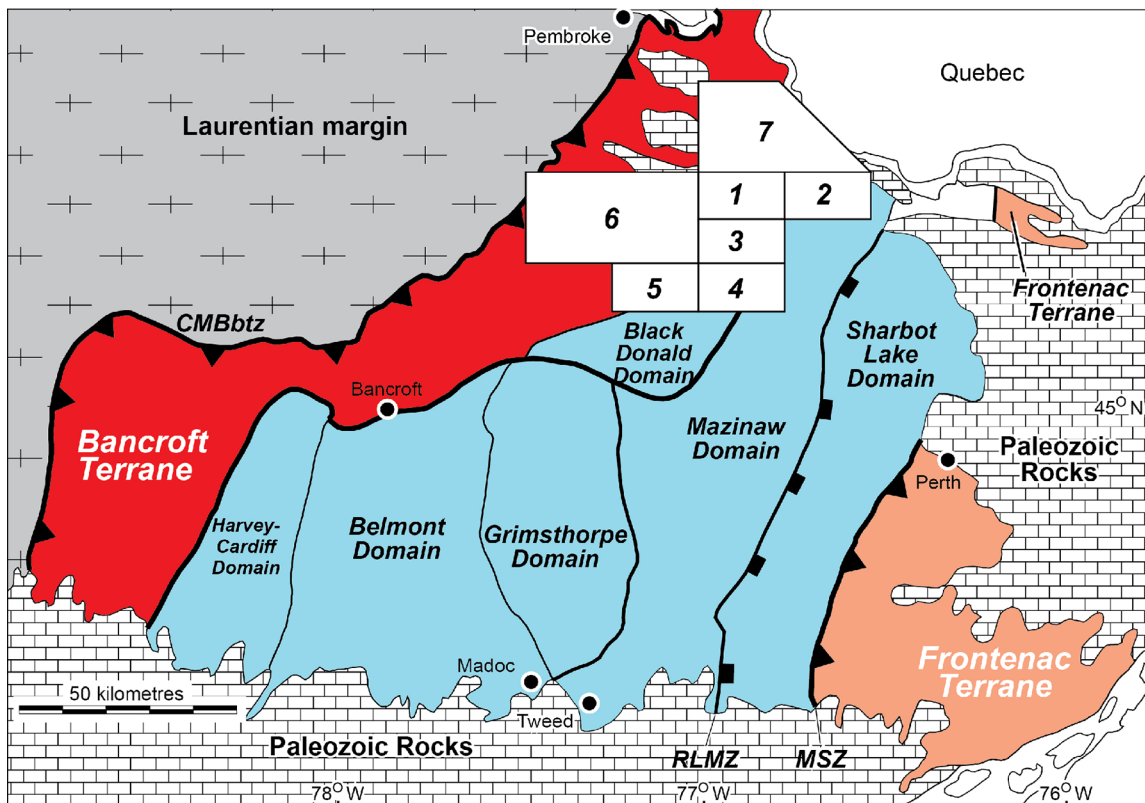 Pembroke
Quebec
Laurentian margin
7
1
2
6
3
5
4
Frontenac
Terrane
CMBbtz
Black
Donald
Domain
Sharbot
Lake
Domain
Bancroft
45° N
Mazinaw
Domain
Bancroft
Terrane
Paleozoic
Rocks
Perth
Harvey-
Cardiff
Domain
Belmont
Domain
Grimsthorpe
Domain
Madoc
Frontenac
Terrane
50 kilometres
Tweed
Paleozoic Rocks
RLMZ
MSZ
78°W
77°W
76°W